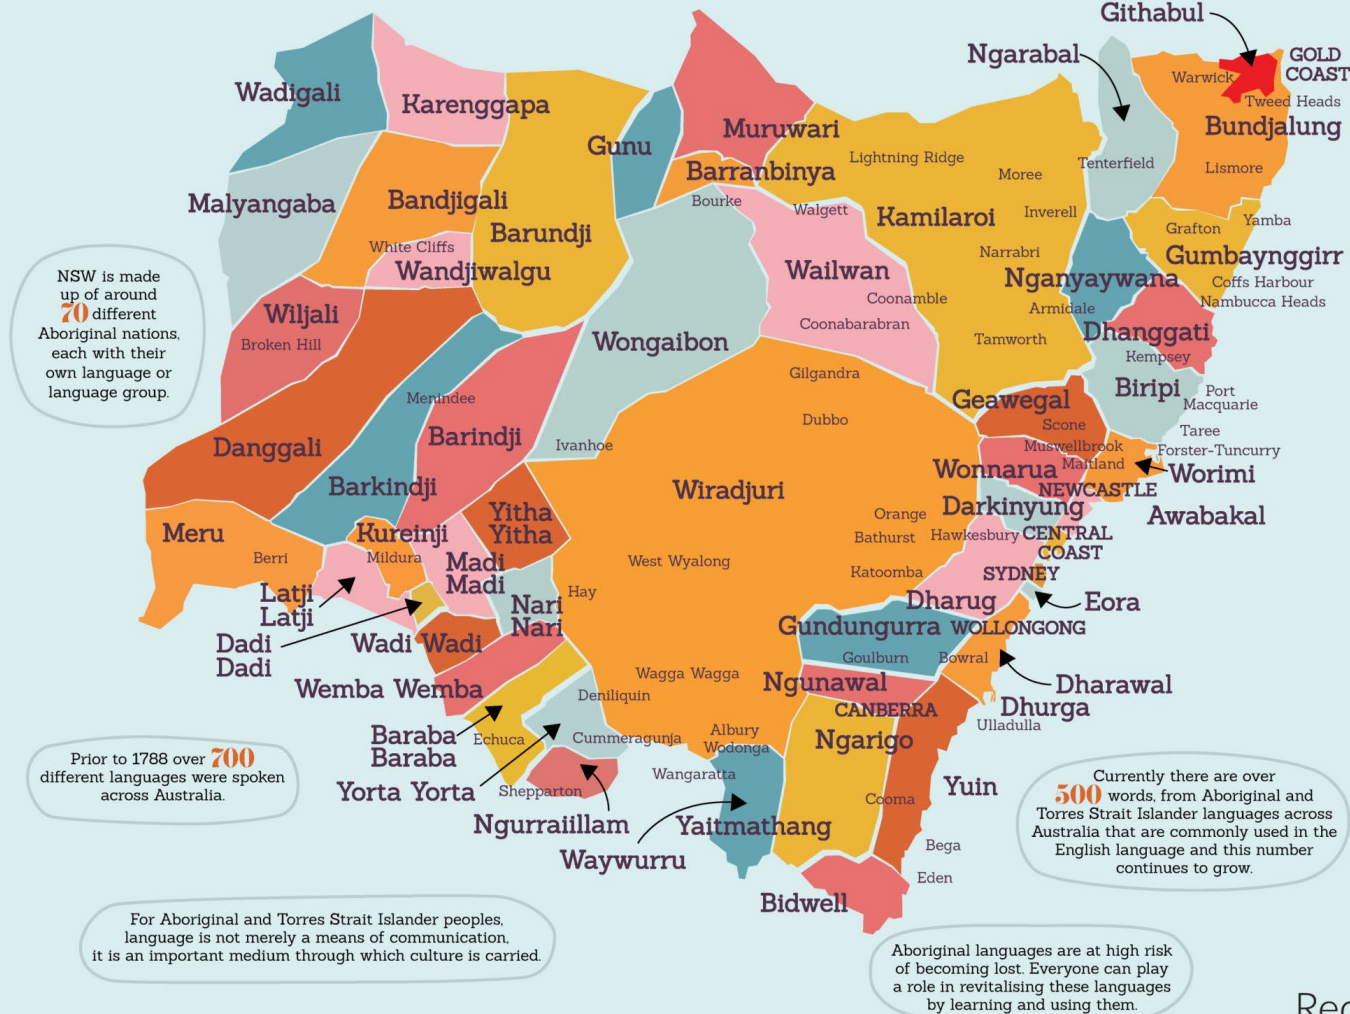 Githabul
Ngarabal
GOLD
COAST
Warwick
Wadigali
Karenggapa
Tweed Heads
Muruwari
Bundjalung
Gunu
Lightning Ridge
Tenterfield
Lismore
Barranbinya
Moree
Malyangaba
Bandjigali
Bourke
Walgett
Kamilaroi
Inverell
Yamba
Grafton
Barundji
White Cliffs
Wandjiwalgu
Narrabri
Gumbaynggirr
Wailwan
Nganyaywana
Coffs Harbour
Coonamble
Nambucca Heads
Armidale
NSW is made
up of around
70 different
Aboriginal nations,
each with their
own language or
language group.
Wiljali
Broken Hill
Coonabarabran
Dhanggati
Wongaibon
Tamworth
Kempsey
Gilgandra
Biripi
Port
Macquarie
Menindee
Geawegal
Dubbo
Scone
Taree
Danggali
Barindji
Ivanhoe
Muswellbrook
Forster-Tuncurry
Wonnarua
Maitland
Worimi
Barkindji
Wiradjuri
NEWCASTLE
Darkinyung
Awabakal
Yitha
Yitha
Orange
Meru
Kureinji
Bathurst
Hawkesbury
CENTRAL
COAST
Berri
Mildura
Madi
Madi
West Wyalong
Katoomba
SYDNEY
Latji
Latji
Hay
Nari
Nari
Dharug
Eora
Dadi
Dadi
Wadi Wadi
Gundungurra
WOLLONGONG
Goulburn
Bowral
Wemba Wemba
Wagga Wagga
Ngunawal
Dharawal
Deniliquin
CANBERRA
Dhurga
Ulladulla
Baraba
Baraba
Echuca
Cummeragunja
Albury
Wodonga
Ngarigo
Prior to 1788 over 700
different languages were spoken
across Australia.
Yorta Yorta
Shepparton
Wangaratta
Cooma
Yuin
Currently there are over
500 words, from Aboriginal and
Torres Strait Islander languages across
Australia that are commonly used in the
English language and this number
continues to grow.
Ngurraiillam
Yaitmathang
Waywurru
Bega
Eden
Bidwell
For Aboriginal and Torres Strait Islander peoples,
language is not merely a means of communication,
it is an important medium through which culture is carried.
Aboriginal languages are at high risk
of becoming lost. Everyone can play
a role in revitalising these languages
by learning and using them.